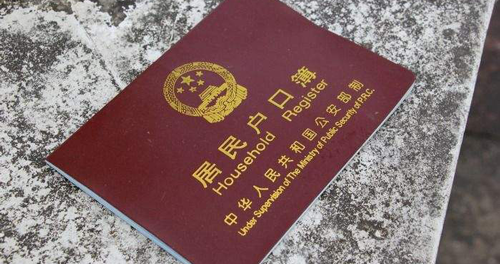 居民户口簿
Household Register
中华人民共和国公安部制
Under Supervision of The Ministry of Public Security of P.R.C.